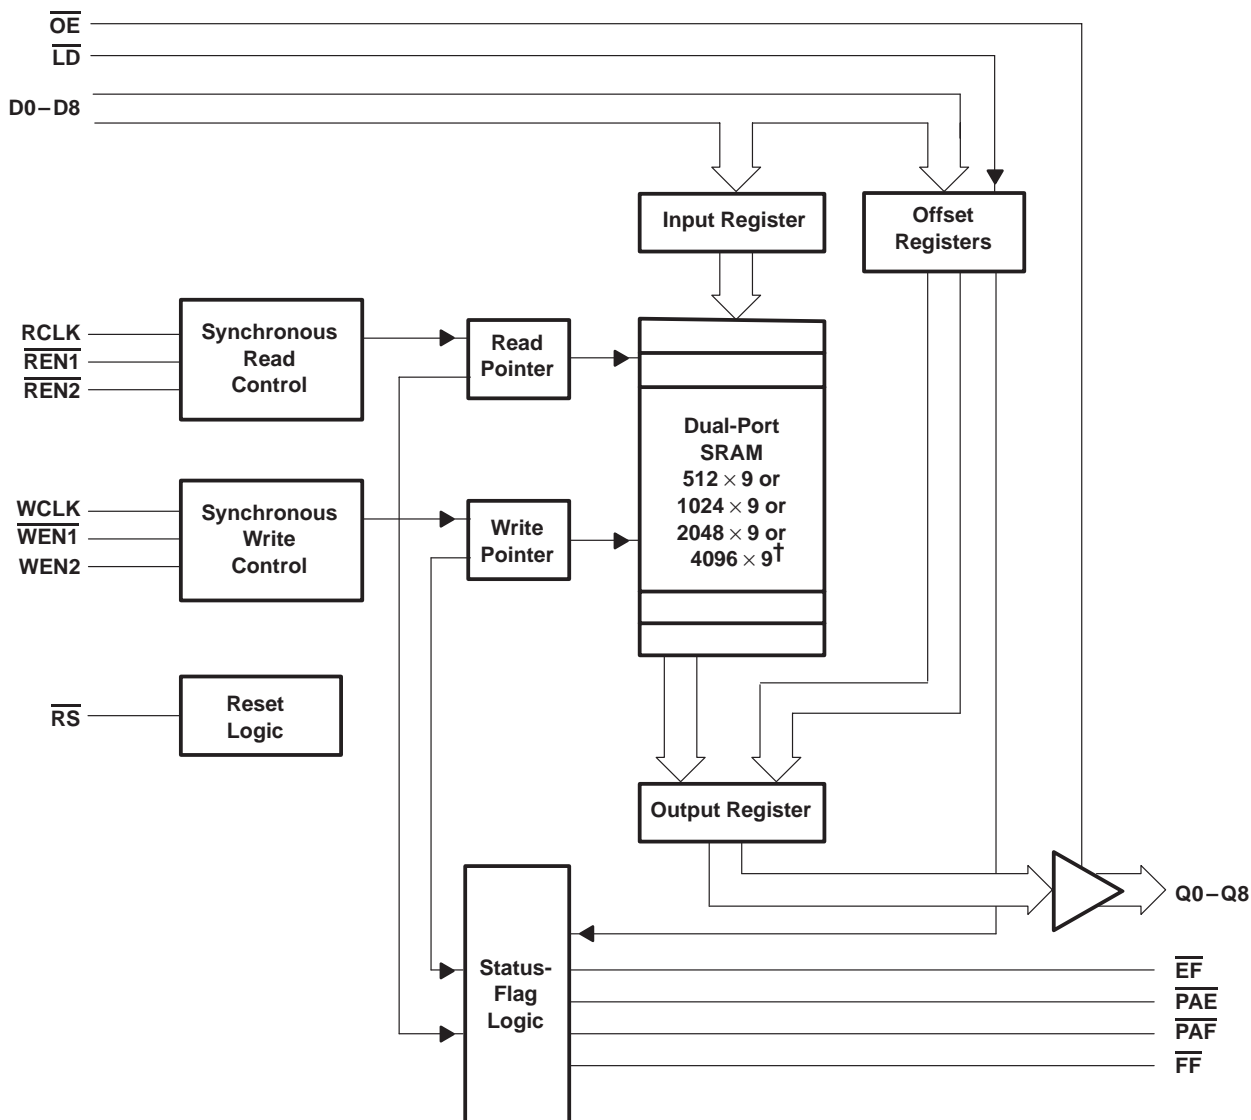 OE
LD
D0–D8
Input Register
Offset
Registers
RCLK
REN1
REN2
Synchronous
Read
Control
Read
Pointer
Dual-Port
SRAM
512 × 9 or
1024 × 9 or
2048 × 9 or
4096 × 9†
WCLK
WEN1
WEN2
Synchronous
Write
Control
Write
Pointer
RS
Reset
Logic
Output Register
Q0–Q8
Status-
Flag
Logic
EF
PAE
PAF
FF